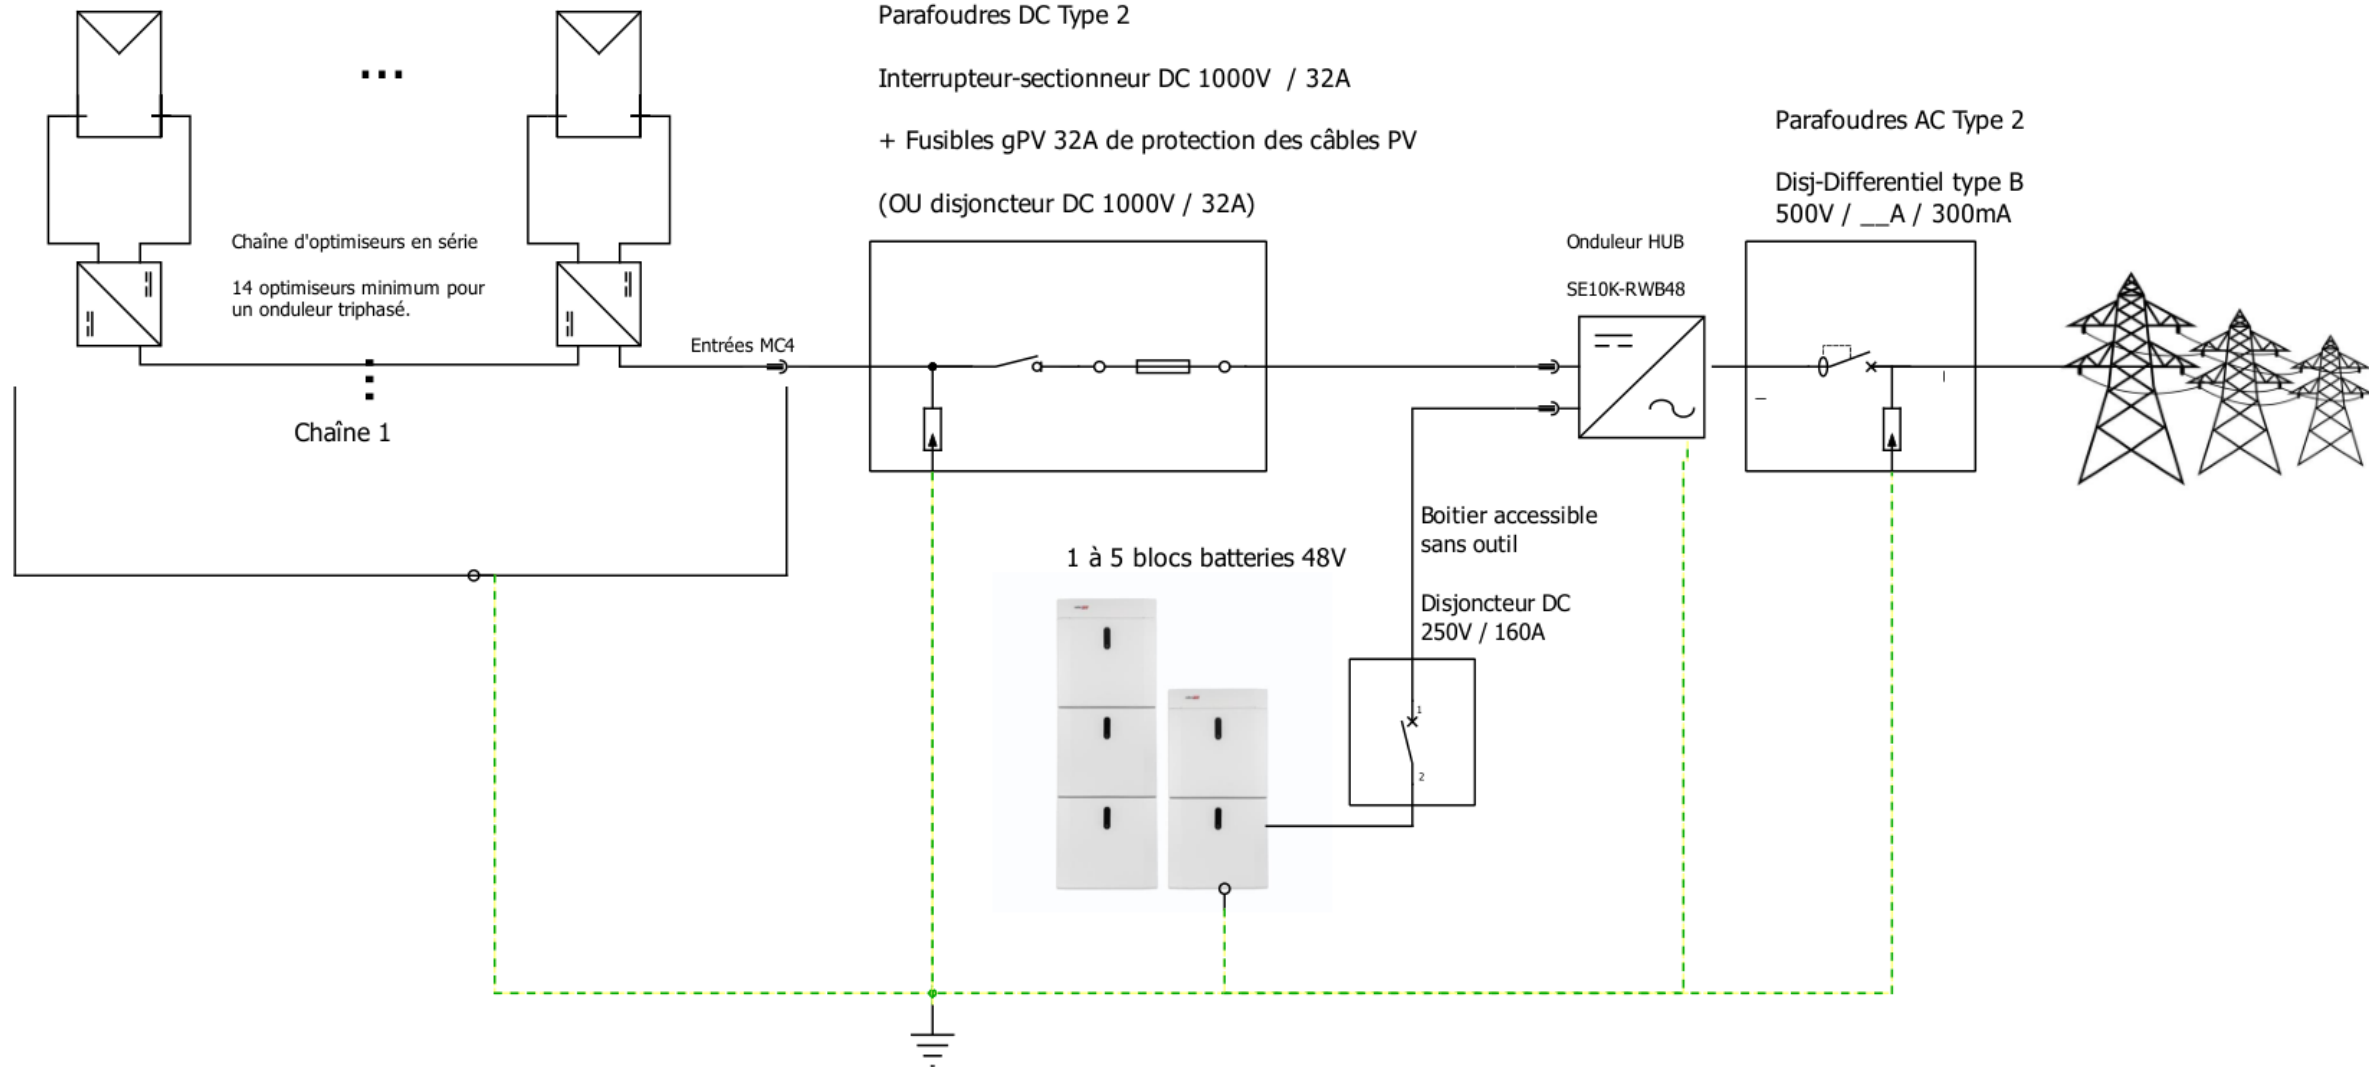 Parafoudres DC Type 2
Interrupteur-sectionneur DC 1000V / 32A
+ Fusibles gPV 32A de protection des câbles PV
(OU disjoncteur DC 1000V / 32A)
Parafoudres AC Type 2
Disj-Differentiel type B
500V / __A / 300mA
Chaîne d'optimiseurs en série
14 optimiseurs minimum pour
un onduleur triphasé.
Onduleur HUB
SE10K-RWB48
Entrées MC4
Chaîne 1
Boitier accessible
sans outil
1 à 5 blocs batteries 48V
Disjoncteur DC
250V / 160A
1
2